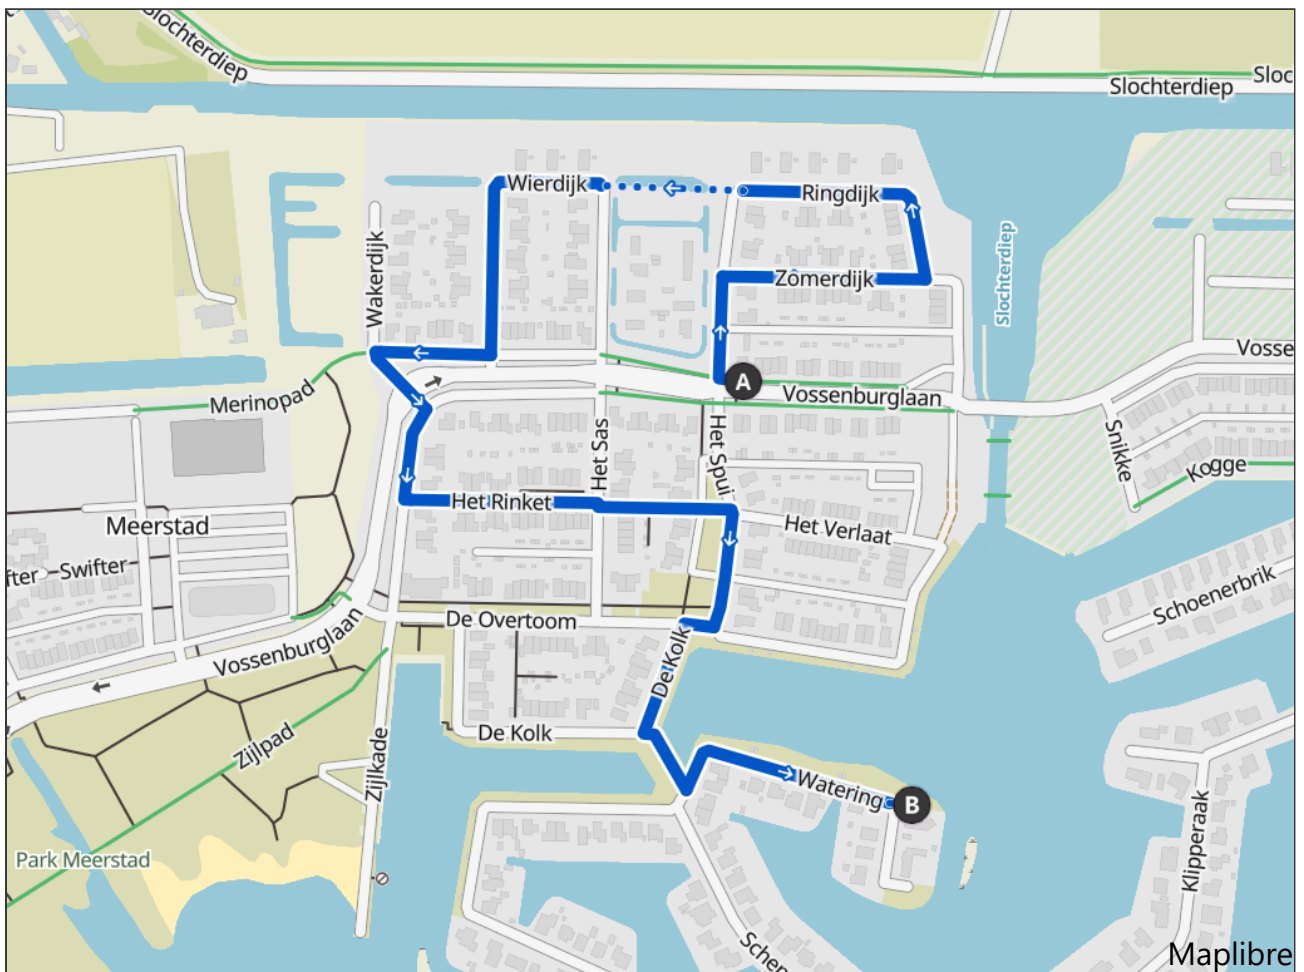 Slochterdiep
Slochterdiep
Sloc
Wierdijk
Ringdijk
Wakerdijk
Zomerdijk
Slochterdiep
Vosse
A
Merinopad
Vossenburglaan
Het Sas
Het Spui
Snikke
Kogge
Het Rinket
Meerstad
Het Verlaat
fter
Swifter
Schoenerbrik
De Overtoom
Vossenburglaan
De Kolk
De Kolk
Zijlpad
Zijlkade
Watering
B
Klipperaak
Park Meerstad
Schen
Maplibre